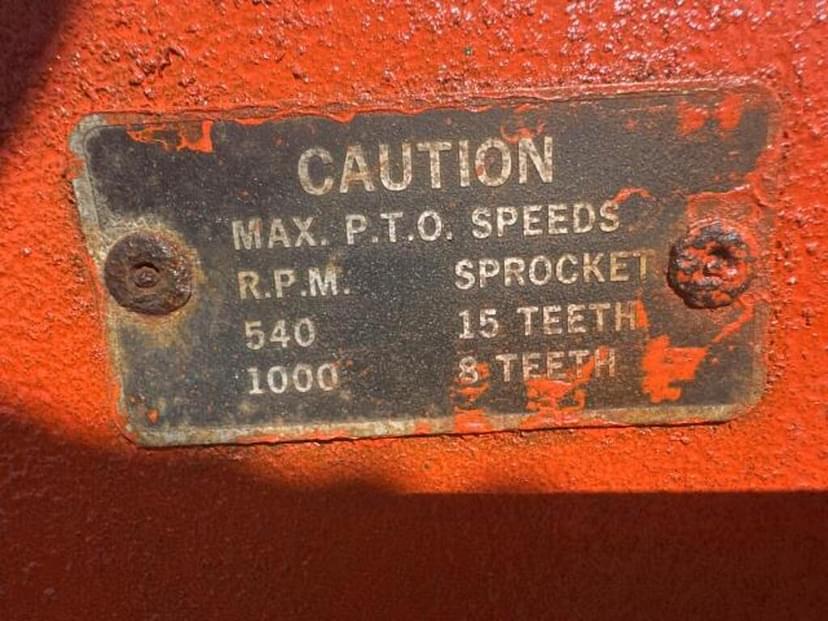 CAUTION
MAX. P.T.O. SPEEDS
R.P.M. SPROCKET
540 15 TEETH
1000 8 TEETH